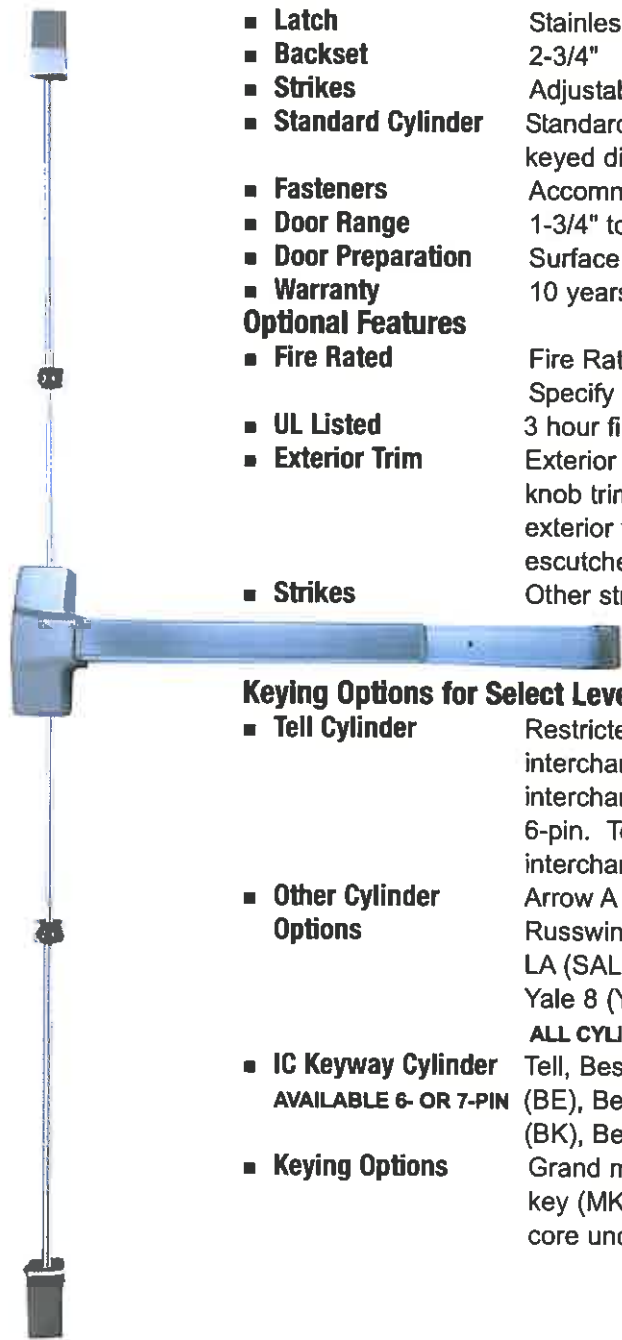 ■ Latch Stainles
■ Backset 2-3/4"
■ Strikes Adjustab
■ Standard Cylinder Standard
keyed di
■ Fasteners Accomm
■ Door Range 1-3/4" to
■ Door Preparation Surface
■ Warranty 10 years
Optional Features
■ Fire Rated Fire Rat
Specify
■ UL Listed 3 hour fi
■ Exterior Trim Exterior
knob trim
exterior
escutche
■ Strikes Other str
Keying Options for Select Leve
■ Tell Cylinder Restricte
interchar
interchar
6-pin. Te
interchar
■ Other Cylinder Arrow A
Options Russwin
LA (SAL
Yale 8 (Y
ALL CYLI
■ IC Keyway Cylinder Tell, Bes
AVAILABLE 6- OR 7-PIN (BE), Be
(BK), Be
■ Keying Options Grand m
key (MK
core und